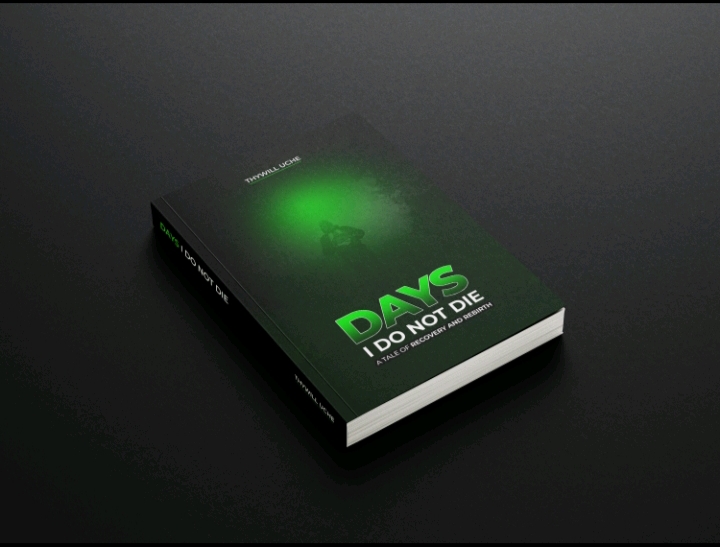 THYWILL UCHE
DAYS
I DO NOT DIE
A TALE OF RECOVERY AND REBIRTH
DAYS I DO NOT DIE
THYWILL UCHE